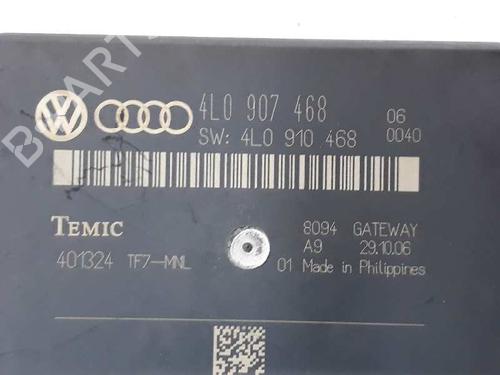 4L0 907 468 06
SW: 4L0 910 468 0040
TEMIC 8094 GATEWAY
A9 29.10.06
401324 TF7-MNL 01 Made in Philippines
B-PARTS